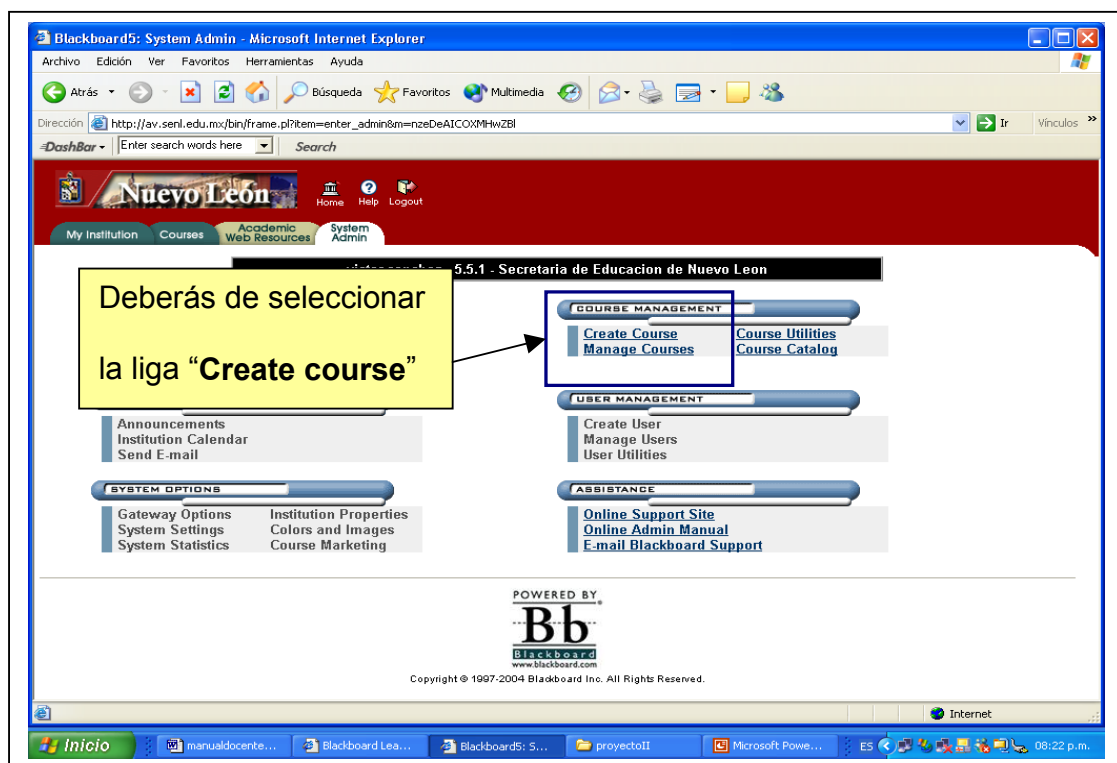 Blackboard5: System Admin - Microsoft Internet Explorer
Archivo Edición Ver Favoritos Herramientas Ayuda
Atrás Búsqueda Favoritos Multimedia
Dirección http://av.senl.edu.mx/bin/frame.pl?item=enter_admin&m=nzeDeAICOXMHwZBl Ir Vínculos »
DashBar Enter search words here Search
Nuevo León
Home Help Logout
My Institution Courses Academic Web Resources System Admin
5.5.1 - Secretaria de Educacion de Nuevo Leon
Deberás de seleccionar
la liga “Create course”
COURSE MANAGEMENT
Create Course Course Utilities
Manage Courses Course Catalog
Announcements
Institution Calendar
Send E-mail
USER MANAGEMENT
Create User
Manage Users
User Utilities
SYSTEM OPTIONS
Gateway Options Institution Properties
System Settings Colors and Images
System Statistics Course Marketing
ASSISTANCE
Online Support Site
Online Admin Manual
E-mail Blackboard Support
POWERED BY
Bb
Blackboard
www.blackboard.com
Copyright © 1997-2004 Blackboard Inc. All Rights Reserved.
Internet
Inicio manualdocente... Blackboard Lea... Blackboard5: S... proyectoII Microsoft Powe... ES 08:22 p.m.